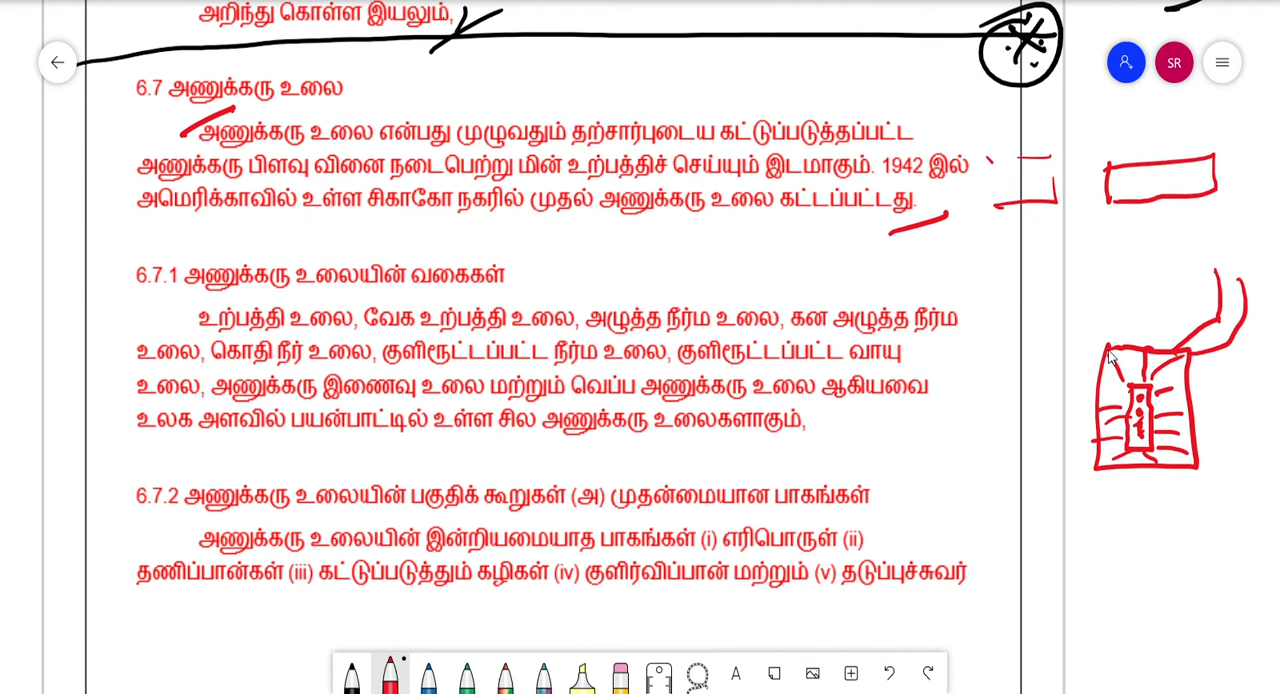 அறிந்து கொள்ள இயலும்,
SR
6.7 அணுக்கரு உலை
அணுக்கரு உலை என்பது முழுவதும் தற்சார்புடைய கட்டுப்படுத்தப்பட்ட
அணுக்கரு பிளவு வினை நடைபெற்று மின் உற்பத்திச் செய்யும் இடமாகும். 1942 இல்
அமெரிக்காவில் உள்ள சிகாகோ நகரில் முதல் அணுக்கரு உலை கட்டப்பட்டது.
6.7.1 அணுக்கரு உலையின் வகைகள்
உற்பத்தி உலை, வேக உற்பத்தி உலை, அழுத்த நீர்ம உலை, கன அழுத்த நீர்ம
உலை, கொதி நீர் உலை, குளிரூட்டப்பட்ட நீர்ம உலை, குளிரூட்டப்பட்ட வாயு
உலை, அணுக்கரு இணைவு உலை மற்றும் வெப்ப அணுக்கரு உலை ஆகியவை
உலக அளவில் பயன்பாட்டில் உள்ள சில அணுக்கரு உலைகளாகும்,
6.7.2 அணுக்கரு உலையின் பகுதிக் கூறுகள் (அ) முதன்மையான பாகங்கள்
அணுக்கரு உலையின் இன்றியமையாத பாகங்கள் (i) எரிபொருள் (ii)
தணிப்பான்கள் (iii) கட்டுப்படுத்தும் கழிகள் (iv) குளிர்விப்பான் மற்றும் (v) தடுப்புச்சுவர்
A